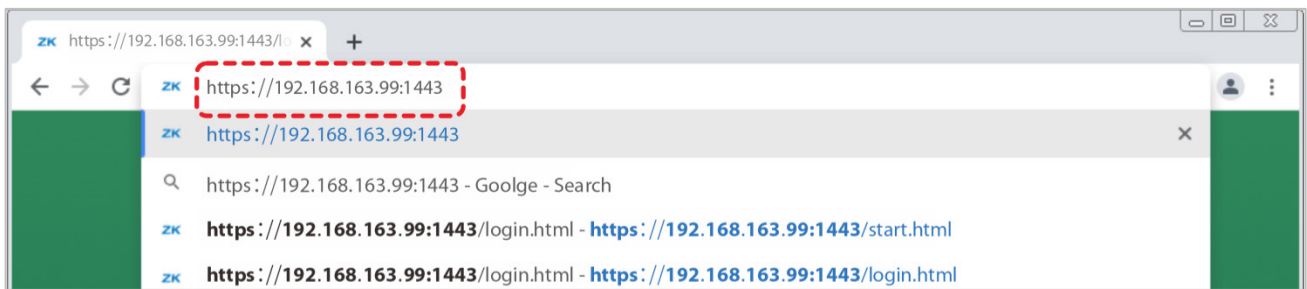 ZK https://192.168.163.99:1443/lo
ZK https://192.168.163.99:1443
ZK https://192.168.163.99:1443
https://192.168.163.99:1443 - Goolge - Search
ZK https://192.168.163.99:1443/login.html - https://192.168.163.99:1443/start.html
ZK https://192.168.163.99:1443/login.html - https://192.168.163.99:1443/login.html